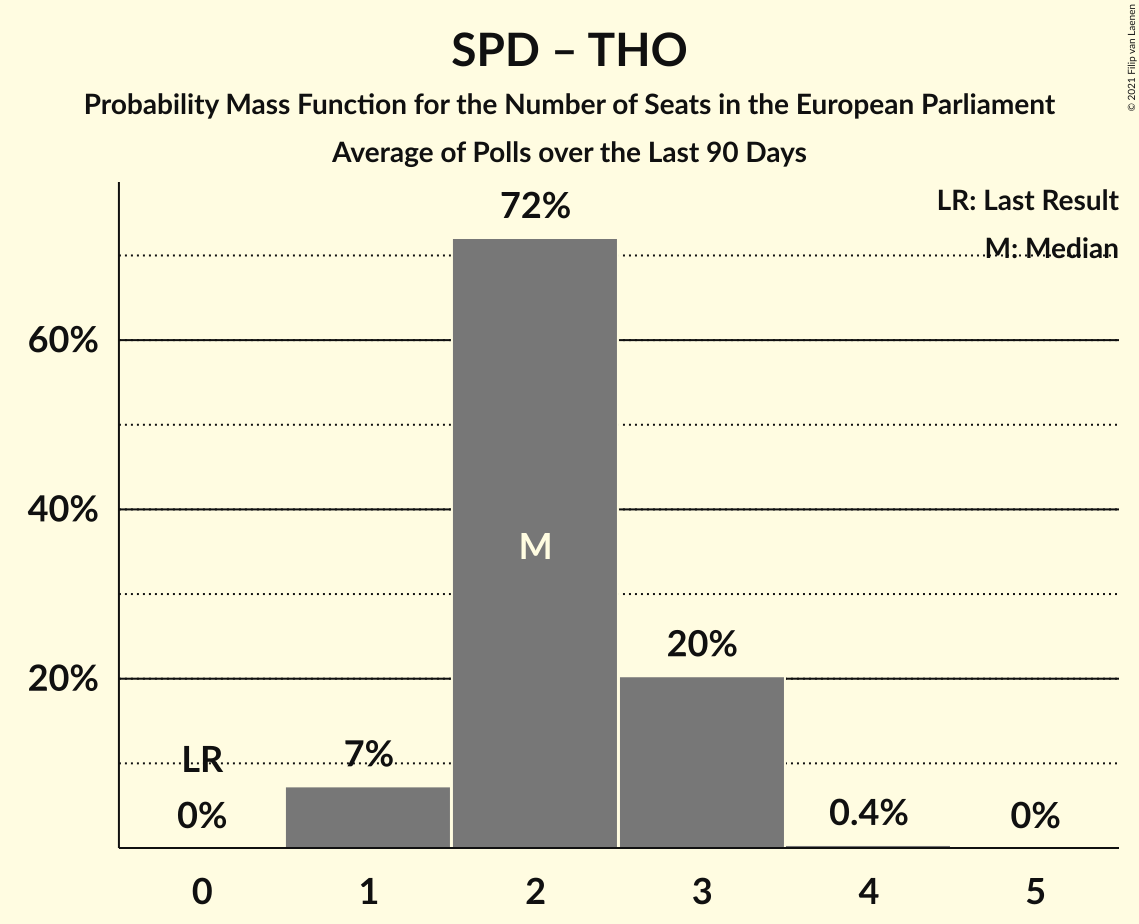 SPD – THO
Probability Mass Function for the Number of Seats in the European Parliament
Average of Polls over the Last 90 Days
© 2021 Filip van Laenen
LR: Last Result
M: Median
72%
60%
40%
M
20%
20%
LR
7%
0%
0.4%
0%
0 1 2 3 4 5